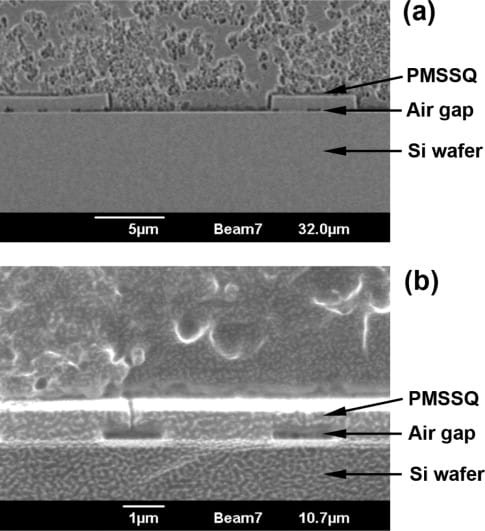 (a)
PMSSQ
Air gap
Si wafer
5μm Beam7 32.0μm
(b)
PMSSQ
Air gap
Si wafer
1μm Beam7 10.7μm